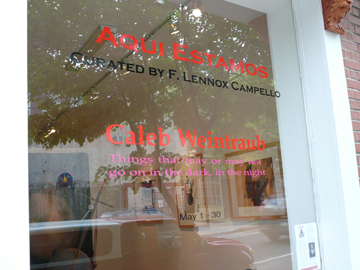 AQUI ESTAMOS
CURATED BY F. LENNOX CAMPELLO
Caleb Weintraub
Things that may or may not
go on in the dark, in the night
May 1 - 30